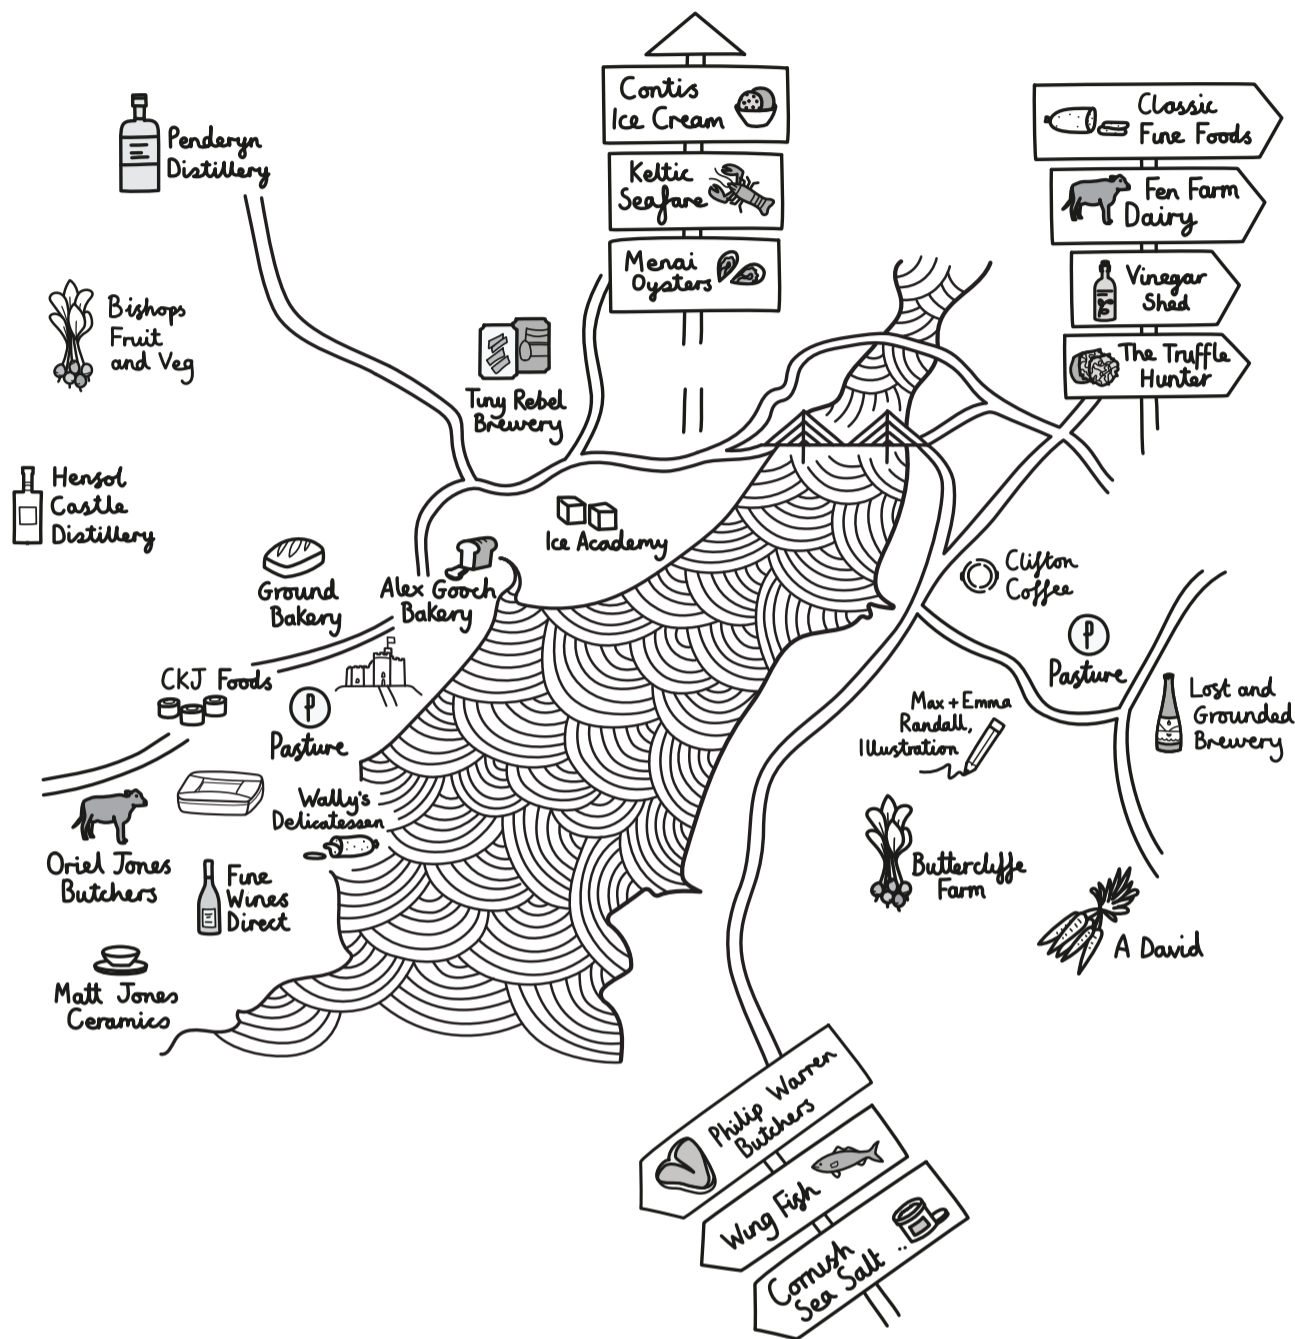 Contis
Ice Cream
Keltic
Seafare
Menai
Oysters
Classic
Fine Foods
Fen Farm
Dairy
Vinegar
Shed
The Truffle
Hunter
Penderyn
Distillery
Bishops
Fruit
and Veg
Tiny Rebel
Brewery
Hensol
Castle
Distillery
Ice Academy
Ground
Bakery
Alex Gooch
Bakery
Clifton
Coffee
CKJ Foods
P
Pasture
P
Pasture
Max + Emma
Randall,
Illustration
Lost and
Grounded
Brewery
Wally's
Delicatessen
Oriel Jones
Butchers
Fine
Wines
Direct
Buttercliffe
Farm
A David
Matt Jones
Ceramics
Philip Warren
Butchers
Wing Fish
Cornish
Sea Salt